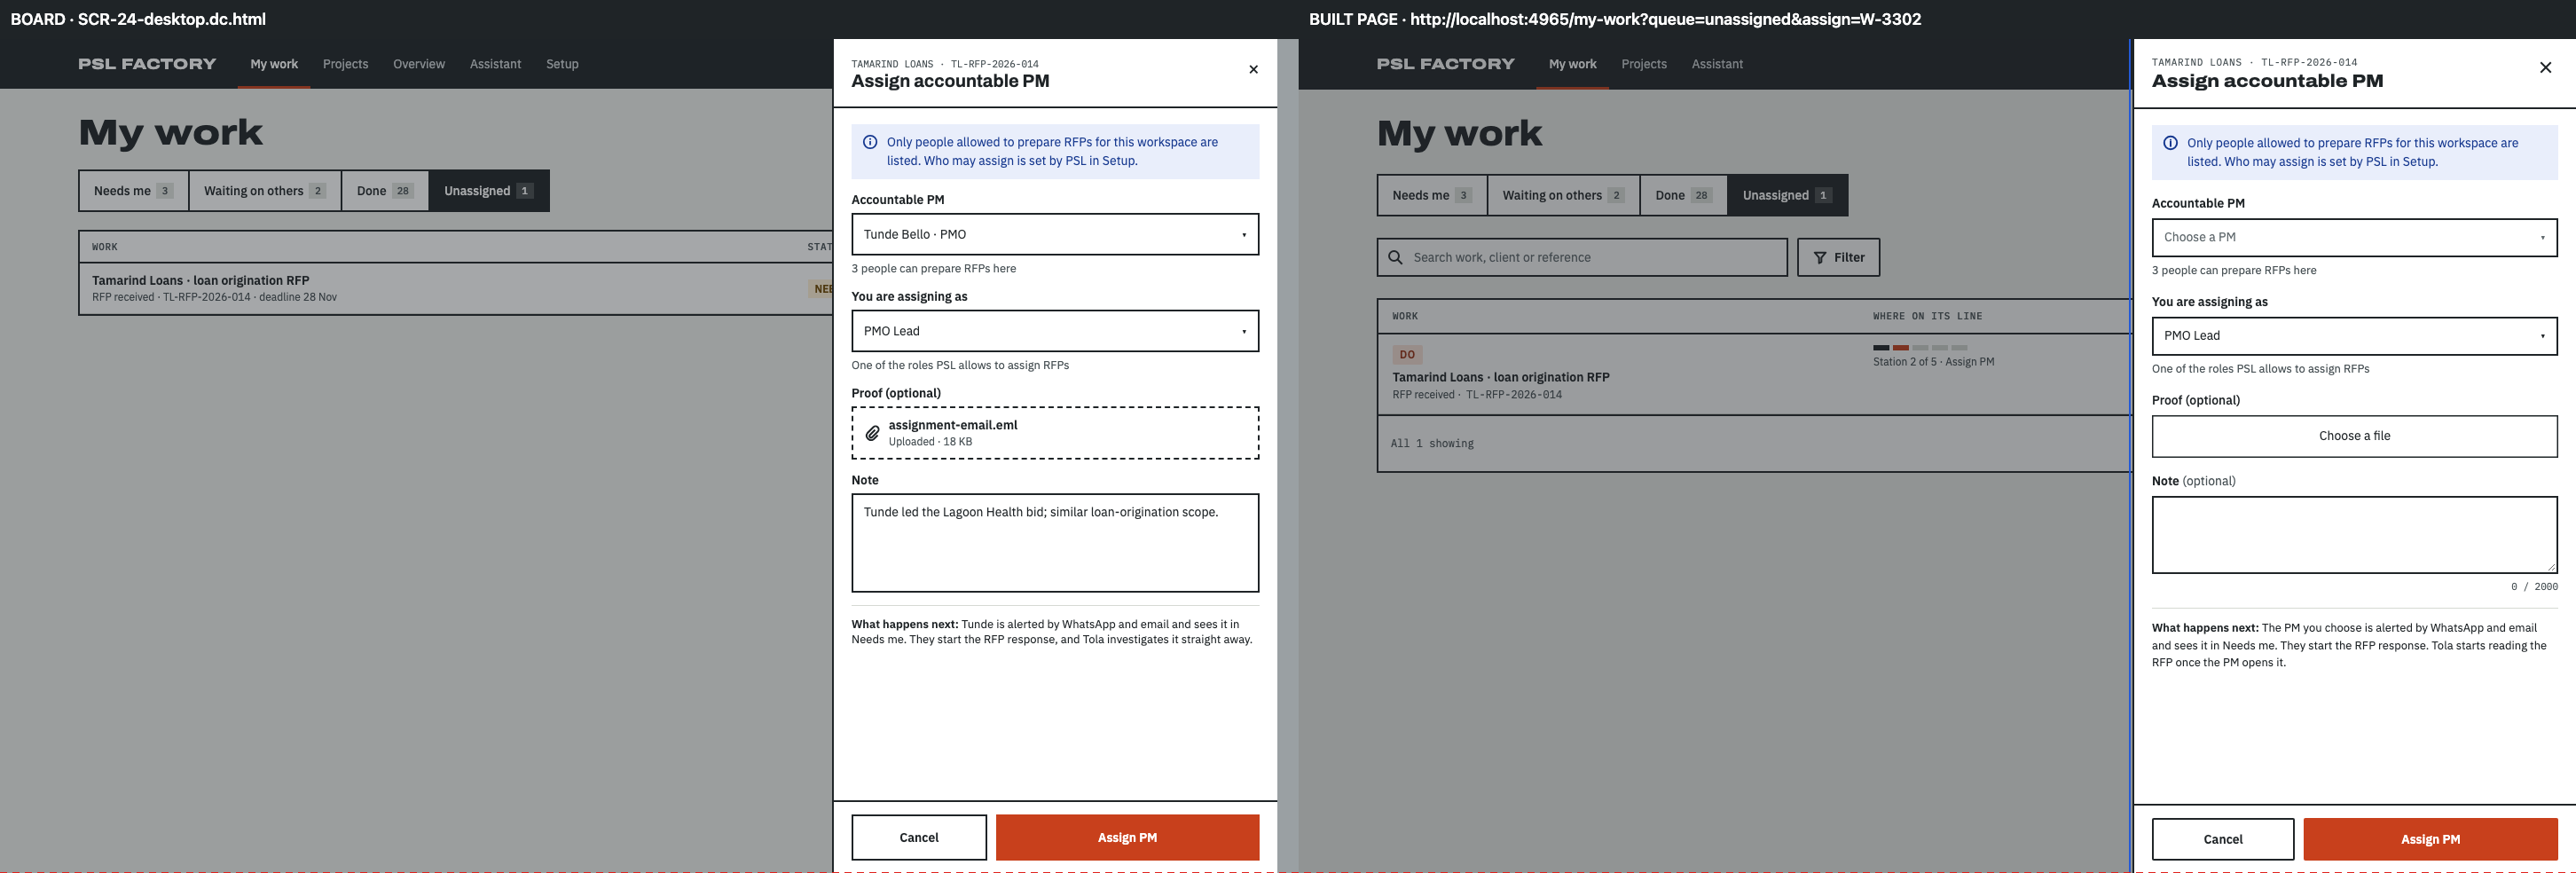 BOARD · SCR-24-desktop.dc.html
PSL FACTORY My work Projects Overview Assistant Setup
My work
Needs me 3 Waiting on others 2 Done 28 Unassigned 1
WORK
Tamarind Loans · loan origination RFP
RFP received · TL-RFP-2026-014 · deadline 28 Nov
TAMARIND LOANS · TL-RFP-2026-014
Assign accountable PM
Only people allowed to prepare RFPs for this workspace are
listed. Who may assign is set by PSL in Setup.
Accountable PM
Tunde Bello · PMO
3 people can prepare RFPs here
You are assigning as
PMO Lead
One of the roles PSL allows to assign RFPs
Proof (optional)
assignment-email.eml
Uploaded · 18 KB
Note
Tunde led the Lagoon Health bid; similar loan-origination scope.
What happens next: Tunde is alerted by WhatsApp and email and sees it in
Needs me. They start the RFP response, and Tola investigates it straight away.
Cancel
Assign PM
BUILT PAGE · http://localhost:4965/my-work?queue=unassigned&assign=W-3302
PSL FACTORY My work Projects Assistant
My work
Needs me 3 Waiting on others 2 Done 28 Unassigned 1
Search work, client or reference
Filter
WORK
WHERE ON ITS LINE
DO
Station 2 of 5 · Assign PM
Tamarind Loans · loan origination RFP
RFP received · TL-RFP-2026-014
All 1 showing
TAMARIND LOANS · TL-RFP-2026-014
Assign accountable PM
Only people allowed to prepare RFPs for this workspace are
listed. Who may assign is set by PSL in Setup.
Accountable PM
Choose a PM
3 people can prepare RFPs here
You are assigning as
PMO Lead
One of the roles PSL allows to assign RFPs
Proof (optional)
Choose a file
Note (optional)
0 / 2000
What happens next: The PM you choose is alerted by WhatsApp and email
and sees it in Needs me. They start the RFP response. Tola starts reading the
RFP once the PM opens it.
Cancel
Assign PM